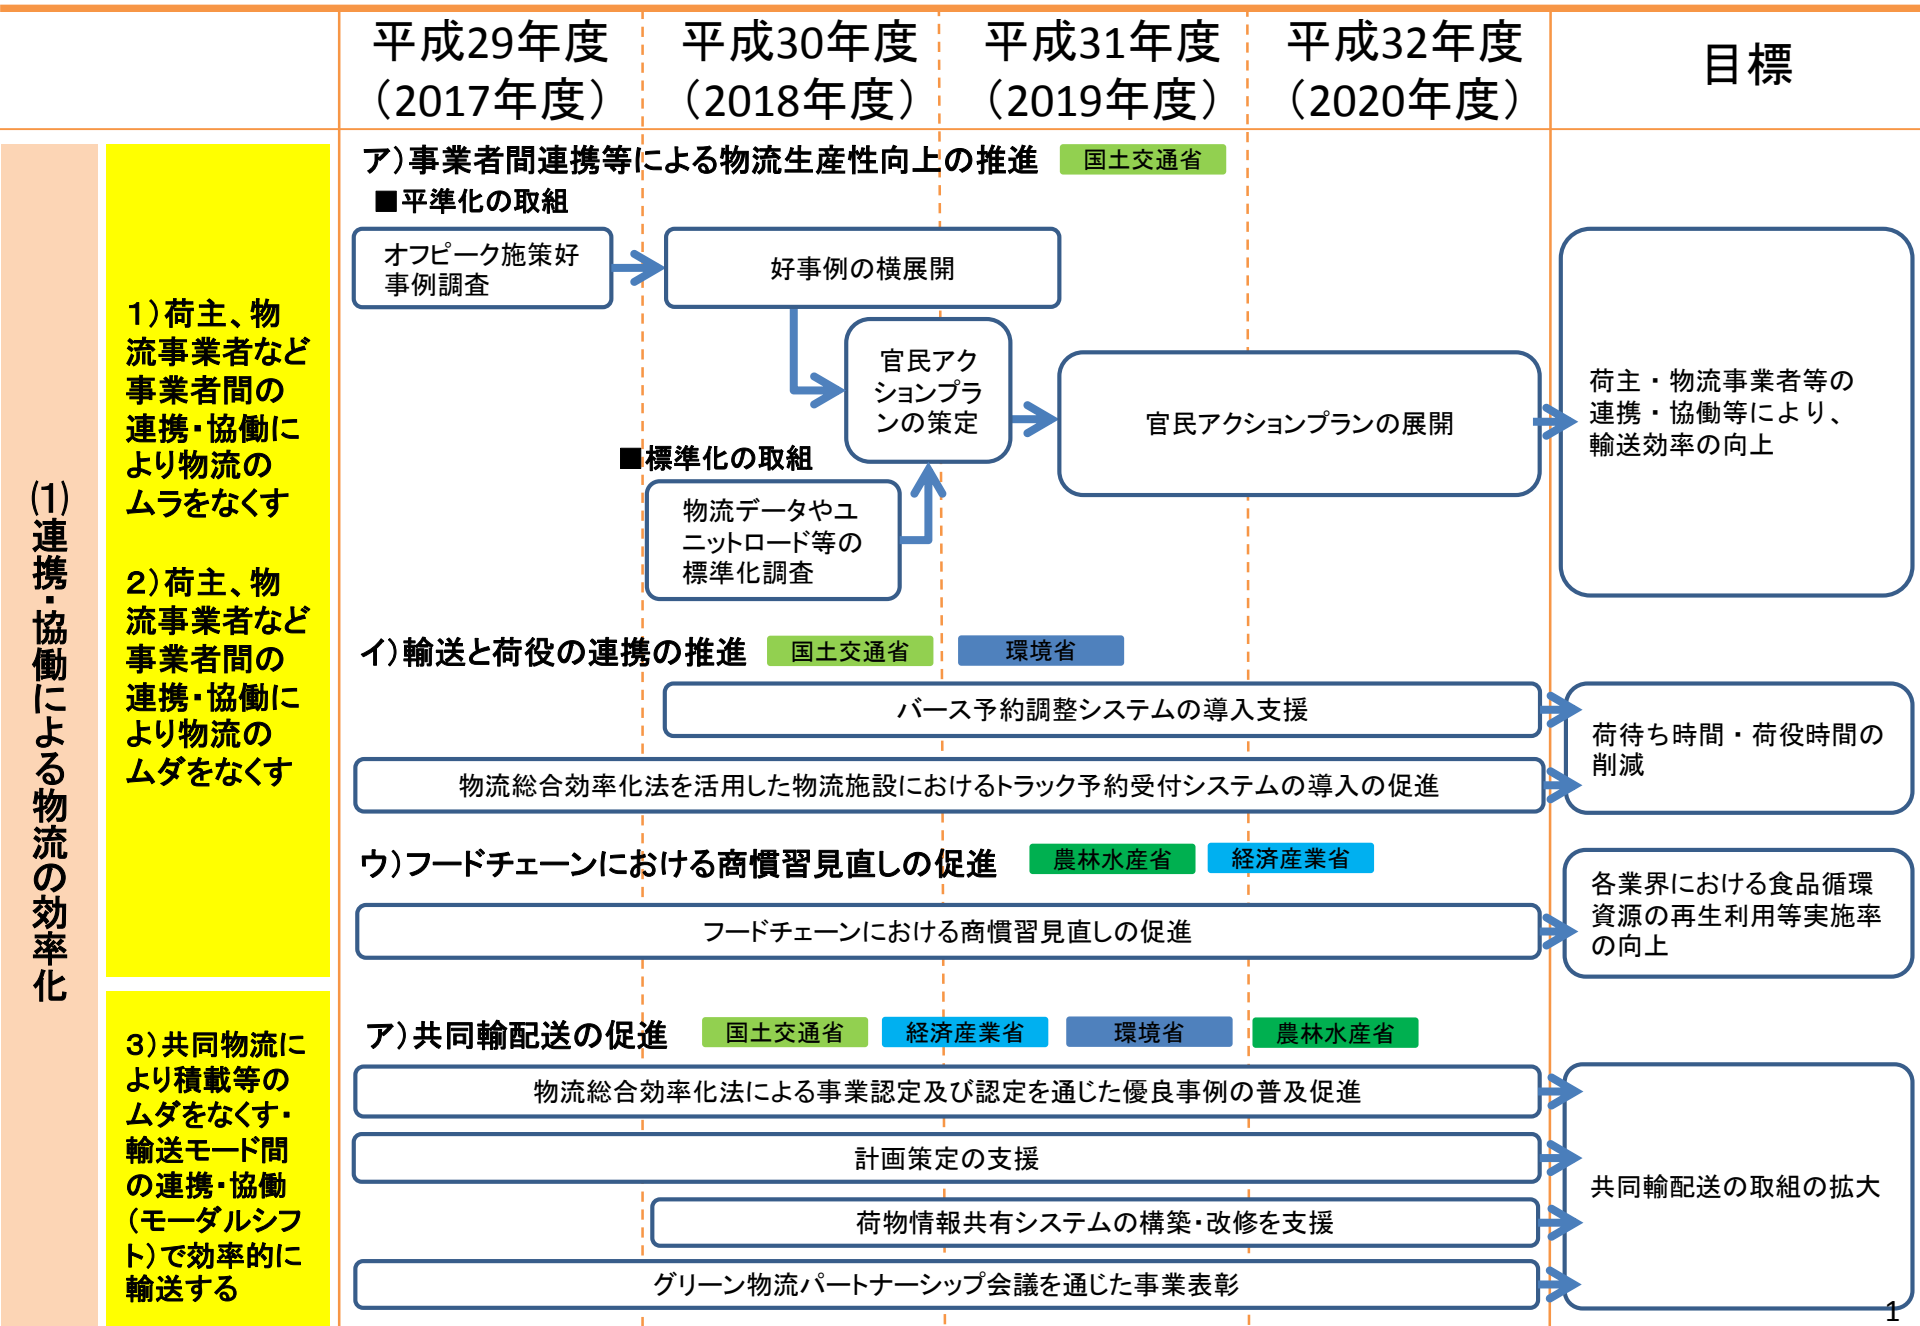 平成29年度
（2017年度）
平成30年度
（2018年度）
平成31年度
（2019年度）
平成32年度
（2020年度）
目標
(1)連携・協働による物流の効率化
１）荷主、物
流事業者など
事業者間の
連携・協働に
より物流の
ムラをなくす
２）荷主、物
流事業者など
事業者間の
連携・協働に
より物流の
ムダをなくす
ア）事業者間連携等による物流生産性向上の推進
国土交通省
■平準化の取組
オフピーク施策好
事例調査
好事例の横展開
官民アク
ションプラ
ンの策定
官民アクションプランの展開
荷主・物流事業者等の
連携・協働等により、
輸送効率の向上
■標準化の取組
物流データやユ
ニットロード等の
標準化調査
イ）輸送と荷役の連携の推進
国土交通省
環境省
バース予約調整システムの導入支援
物流総合効率化法を活用した物流施設におけるトラック予約受付システムの導入の促進
荷待ち時間・荷役時間の
削減
ウ）フードチェーンにおける商慣習見直しの促進
農林水産省
経済産業省
フードチェーンにおける商慣習見直しの促進
各業界における食品循環
資源の再生利用等実施率
の向上
３）共同物流に
より積載等の
ムダをなくす・
輸送モード間
の連携・協働
（モーダルシフ
ト）で効率的に
輸送する
ア）共同輸配送の促進
国土交通省
経済産業省
環境省
農林水産省
物流総合効率化法による事業認定及び認定を通じた優良事例の普及促進
計画策定の支援
荷物情報共有システムの構築・改修を支援
グリーン物流パートナーシップ会議を通じた事業表彰
共同輸配送の取組の拡大
1